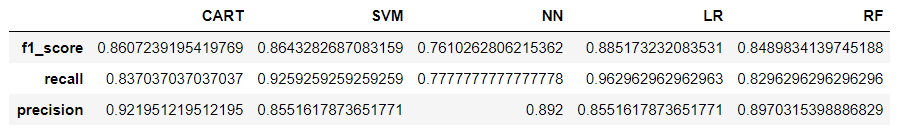 CART SVM NN LR RF
f1_score 0.8607239195419769 0.8643282687083159 0.7610262806215362 0.885173232083531 0.8489834139745188
recall 0.837037037037037 0.9259259259259259 0.7777777777777778 0.962962962962963 0.8296296296296296
precision 0.921951219512195 0.8551617873651771 0.892 0.8551617873651771 0.8970315398886829